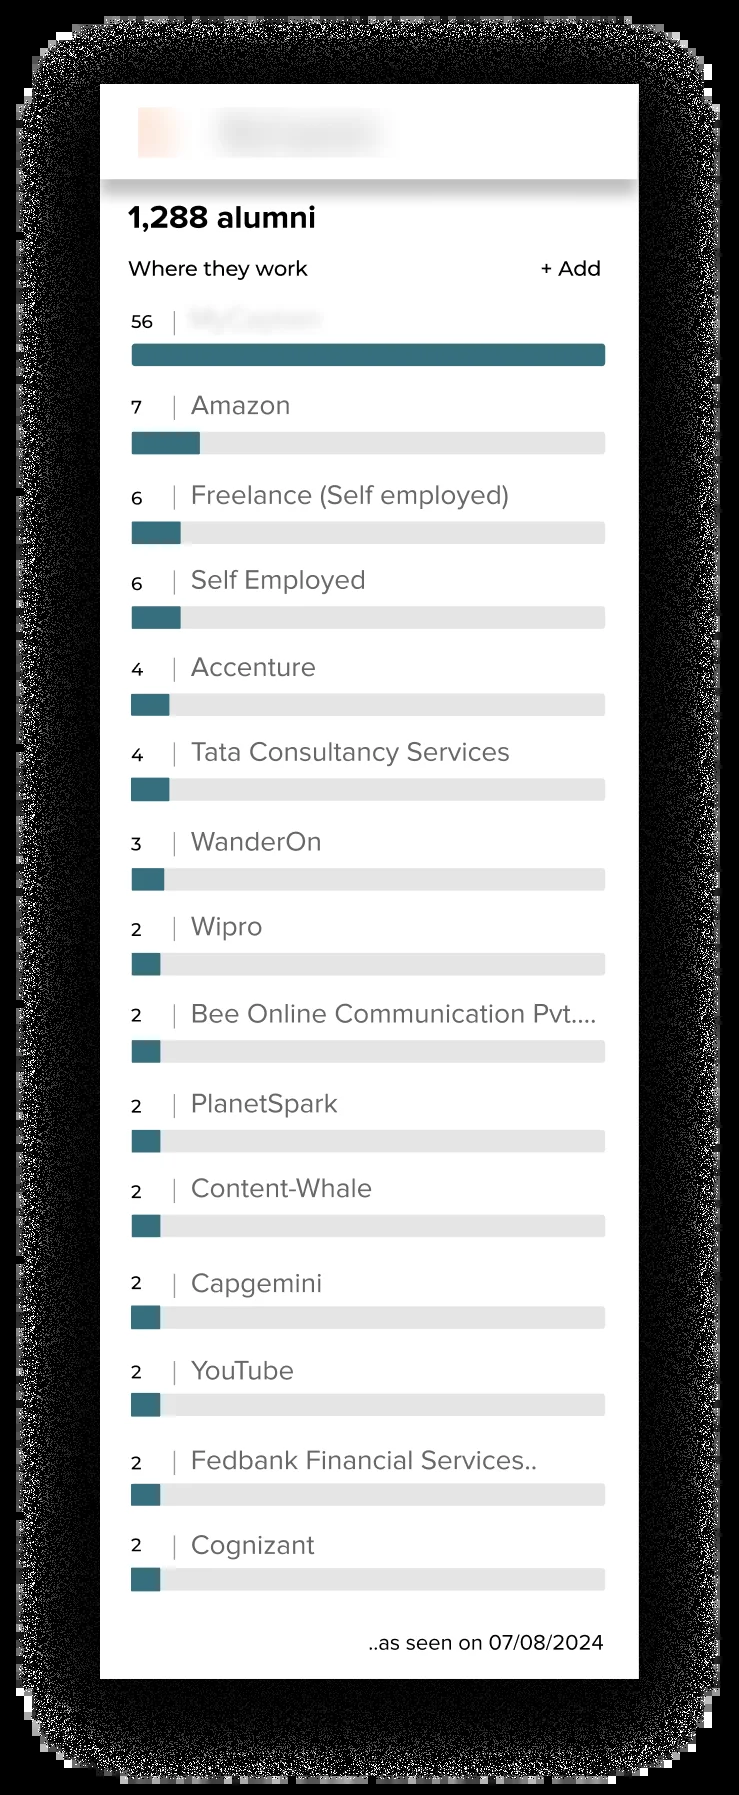 1,288 alumni
Where they work + Add
56 |
7 | Amazon
6 | Freelance (Self employed)
6 | Self Employed
4 | Accenture
4 | Tata Consultancy Services
3 | WanderOn
2 | Wipro
2 | Bee Online Communication Pvt....
2 | PlanetSpark
2 | Content-Whale
2 | Capgemini
2 | YouTube
2 | Fedbank Financial Services..
2 | Cognizant
..as seen on 07/08/2024